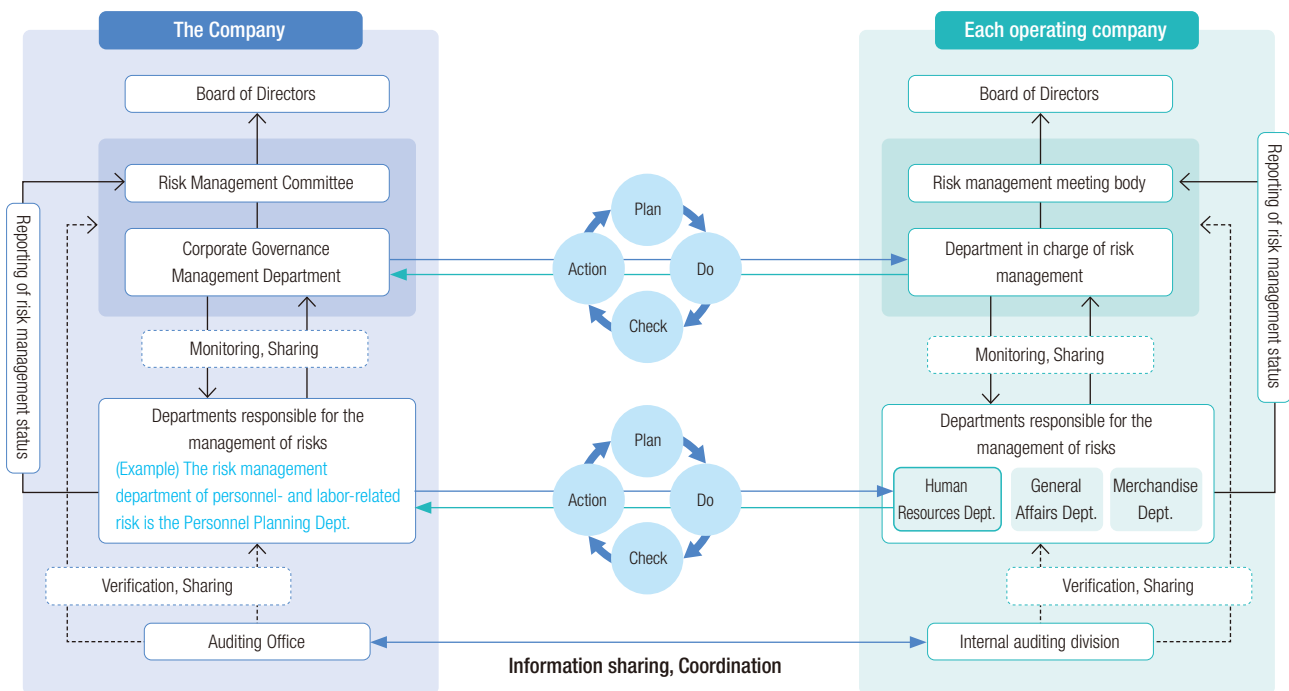 The Company
Board of Directors
Risk Management Committee
Corporate Governance
Management Department
Monitoring, Sharing
Departments responsible for the
management of risks
(Example) The risk management
department of personnel- and labor-related
risk is the Personnel Planning Dept.
Verification, Sharing
Auditing Office
Reporting of risk management status
Plan
Do
Check
Action
Plan
Do
Check
Action
Information sharing, Coordination
Each operating company
Board of Directors
Risk management meeting body
Department in charge of risk
management
Monitoring, Sharing
Departments responsible for the
management of risks
Human
Resources Dept.
General
Affairs Dept.
Merchandise
Dept.
Verification, Sharing
Internal auditing division
Reporting of risk management status